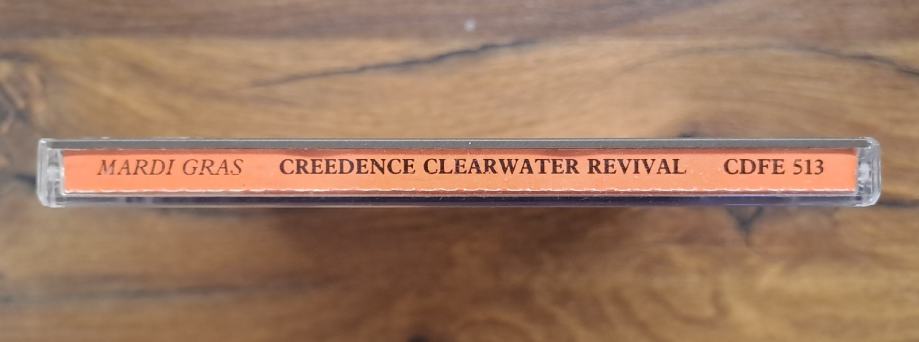 MARDI GRAS CREEDENCE CLEARWATER REVIVAL CDFE 513